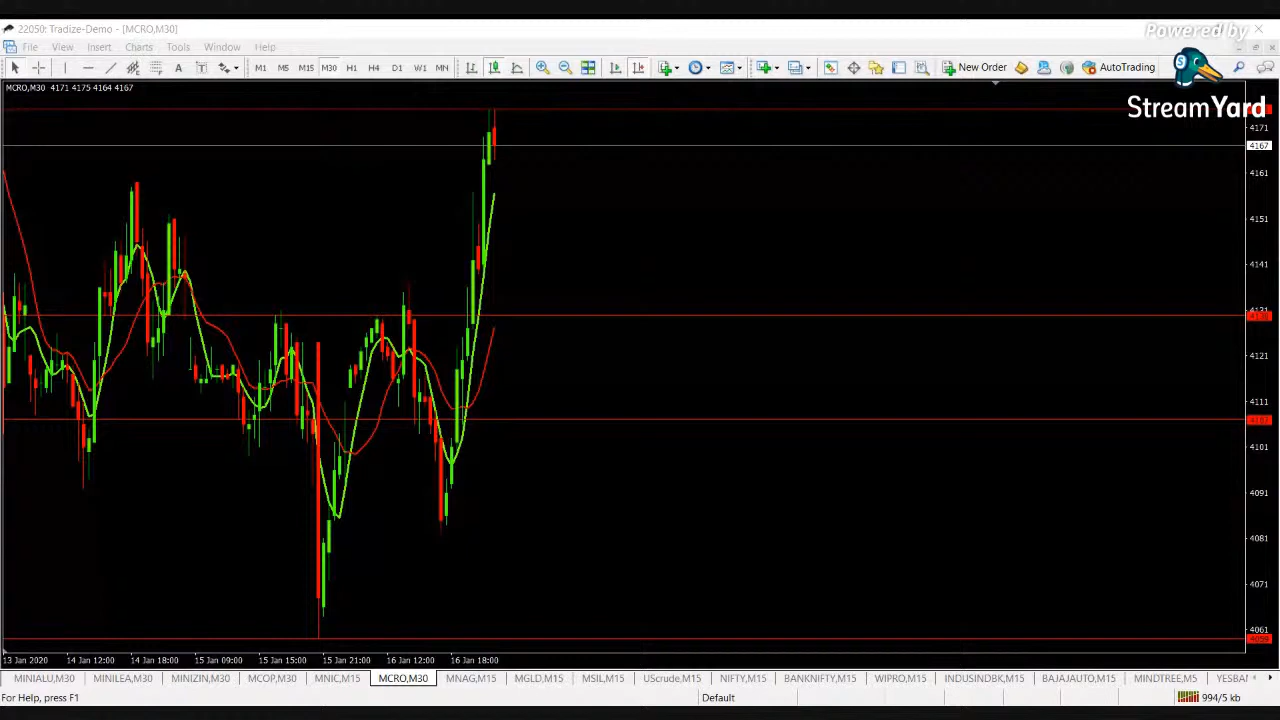 22050: Tradize-Demo - [MCRO,M30]
Powered by
File View Insert Charts Tools Window Help
M1 M5 M15 M30 H1 H4 D1 W1 MN New Order AutoTrading
StreamYard
MCRO,M30 4171 4175 4164 4167
4171
4167
4161
4151
4141
4131
4130
4121
4111
4107
4101
4091
4081
4071
4061
4059
13 Jan 2020 14 Jan 12:00 14 Jan 18:00 15 Jan 09:00 15 Jan 15:00 15 Jan 21:00 16 Jan 12:00 16 Jan 18:00
MINIALU,M30 MINILEA,M30 MINIZIN,M30 MCOP,M30 MNIC,M15 MCRO,M30 MNAG,M15 MGLD,M15 MSIL,M15 UScrude,M15 NIFTY,M15 BANKNIFTY,M15 WIPRO,M15 INDUSINDBK,M15 BAJAJAUTO,M15 MINDTREE,M5 YESBA
For Help, press F1 Default 994/5 kb